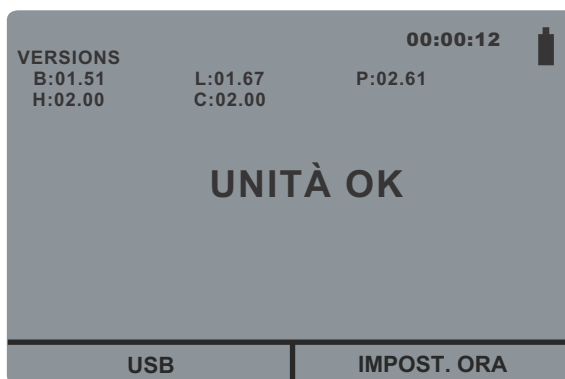 00:00:12
VERSIONS
B:01.51 L:01.67 P:02.61
H:02.00 C:02.00
UNITÀ OK
USB IMPOST. ORA